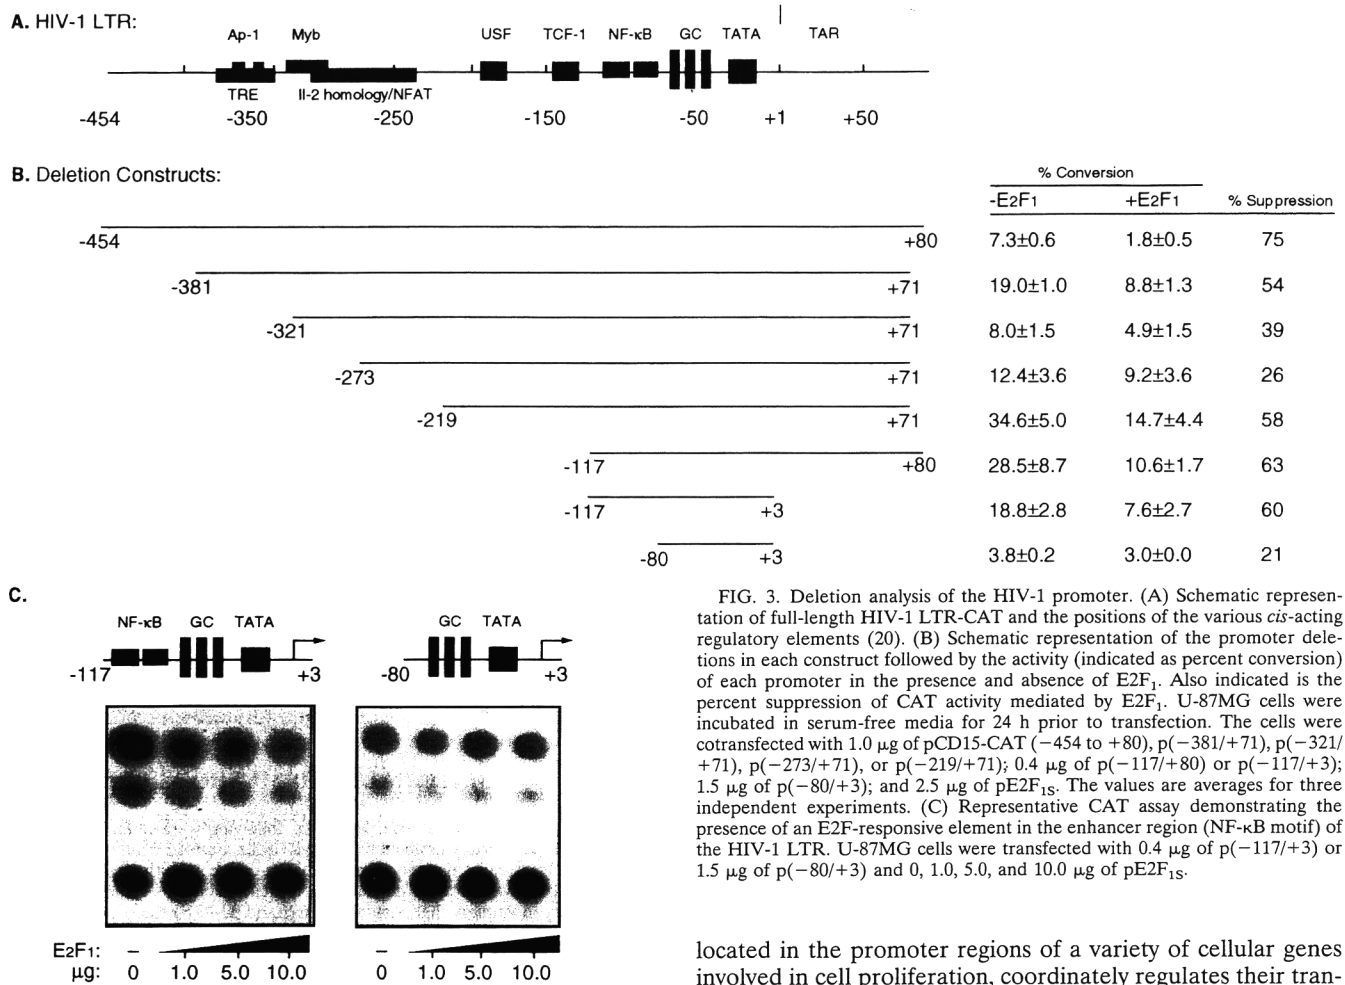 A. HIV-1 LTR:
Ap-1 Myb USF TCF-1 NF-κB GC TATA TAR
TRE Il-2 homology/NFAT
-454 -350 -250 -150 -50 +1 +50
B. Deletion Constructs:
% Conversion
-E2F1 +E2F1 % Suppression
-454 +80 7.3±0.6 1.8±0.5 75
-381 +71 19.0±1.0 8.8±1.3 54
-321 +71 8.0±1.5 4.9±1.5 39
-273 +71 12.4±3.6 9.2±3.6 26
-219 +71 34.6±5.0 14.7±4.4 58
-117 +80 28.5±8.7 10.6±1.7 63
-117 +3 18.8±2.8 7.6±2.7 60
-80 +3 3.8±0.2 3.0±0.0 21
C.
NF-κB GC TATA
-117 +3
GC TATA
-80 +3
E2F1: –
µg: 0 1.0 5.0 10.0
–
0 1.0 5.0 10.0
FIG. 3. Deletion analysis of the HIV-1 promoter. (A) Schematic represen-
tation of full-length HIV-1 LTR-CAT and the positions of the various cis-acting
regulatory elements (20). (B) Schematic representation of the promoter dele-
tions in each construct followed by the activity (indicated as percent conversion)
of each promoter in the presence and absence of E2F1. Also indicated is the
percent suppression of CAT activity mediated by E2F1. U-87MG cells were
incubated in serum-free media for 24 h prior to transfection. The cells were
cotransfected with 1.0 µg of pCD15-CAT (−454 to +80), p(−381/+71), p(−321/
+71), p(−273/+71), or p(−219/+71); 0.4 µg of p(−117/+80) or p(−117/+3);
1.5 µg of p(−80/+3); and 2.5 µg of pE2F1S. The values are averages for three
independent experiments. (C) Representative CAT assay demonstrating the
presence of an E2F-responsive element in the enhancer region (NF-κB motif) of
the HIV-1 LTR. U-87MG cells were transfected with 0.4 µg of p(−117/+3) or
1.5 µg of p(−80/+3) and 0, 1.0, 5.0, and 10.0 µg of pE2F1S.
located in the promoter regions of a variety of cellular genes
involved in cell proliferation, coordinately regulates their tran-